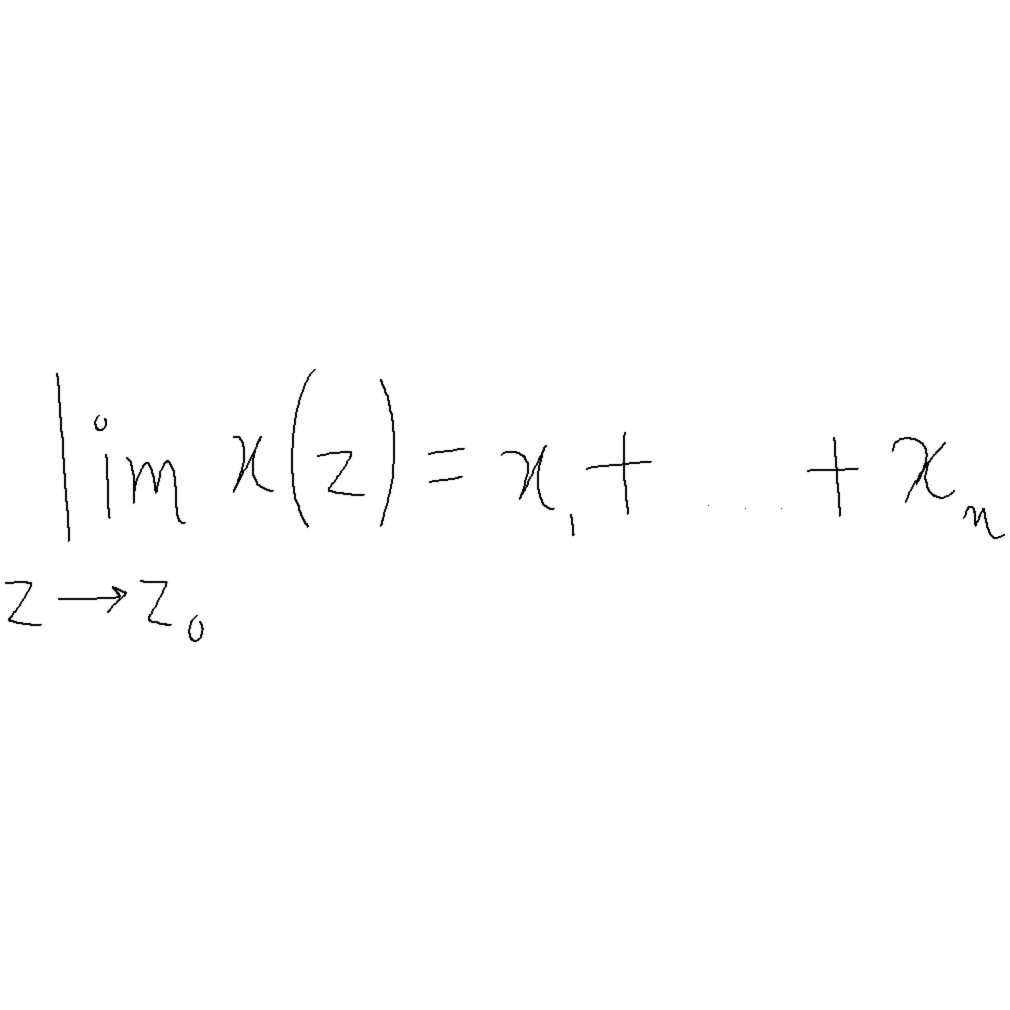 lim x(z) = x₁ + ... + xₙ
z → z₀